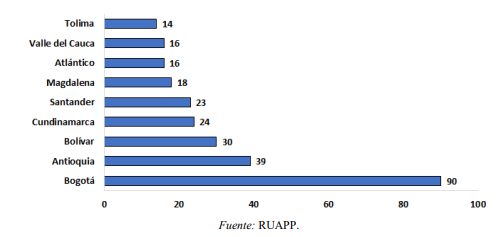 Tolima 14
Valle del Cauca 16
Atlántico 16
Magdalena 18
Santander 23
Cundinamarca 24
Bolívar 30
Antioquia 39
Bogotá 90
0 20 40 60 80 100
Fuente: RUAPP.